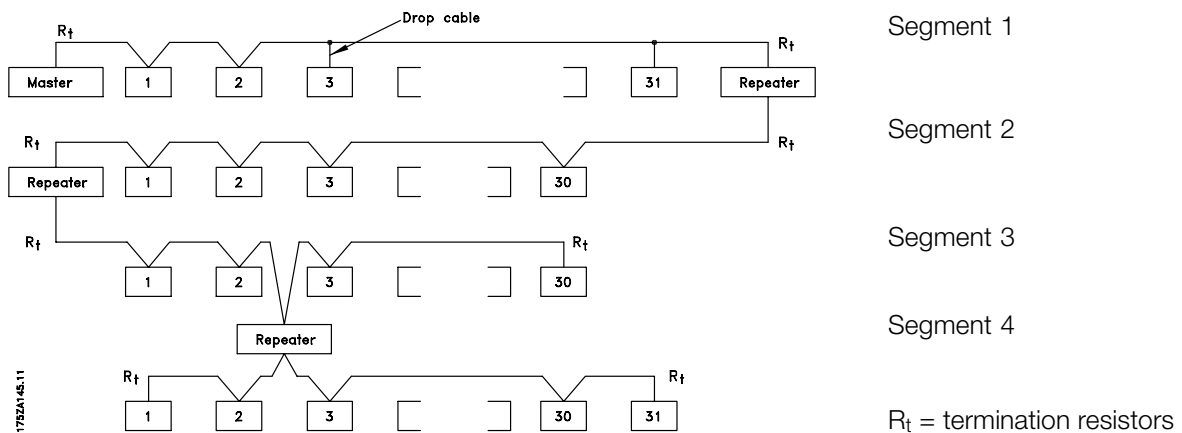 Drop cable
Rt Rt Segment 1
Master 1 2 3 31 Repeater
Rt Rt Segment 2
Repeater 1 2 3 30
Rt Rt Segment 3
1 2 3 30
Repeater Segment 4
Rt Rt
1 2 3 30 31
175ZA145.11
Rt = termination resistors